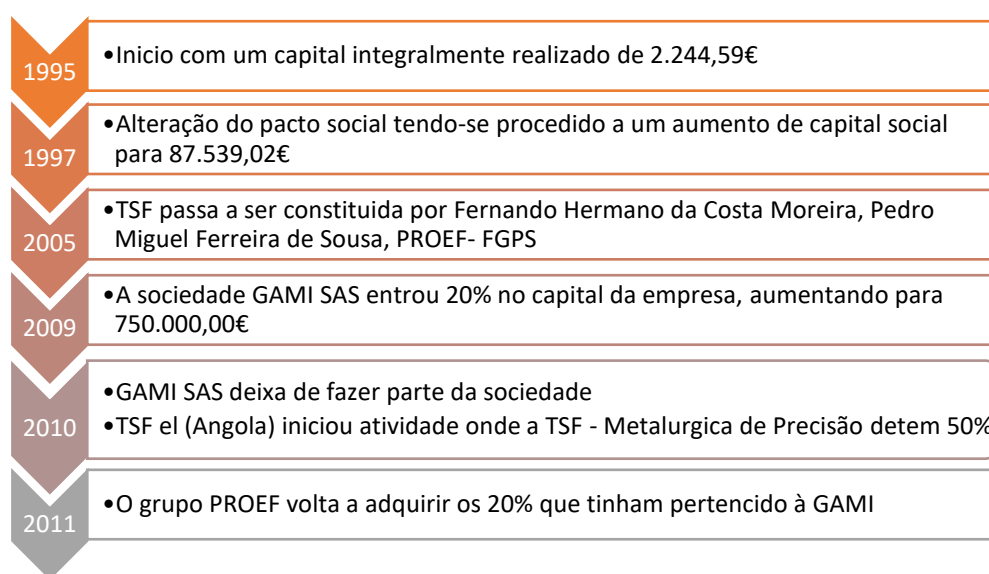 1995
•Inicio com um capital integralmente realizado de 2.244,59€
1997
•Alteração do pacto social tendo-se procedido a um aumento de capital social
para 87.539,02€
2005
•TSF passa a ser constituida por Fernando Hermano da Costa Moreira, Pedro
Miguel Ferreira de Sousa, PROEF- FGPS
2009
•A sociedade GAMI SAS entrou 20% no capital da empresa, aumentando para
750.000,00€
2010
•GAMI SAS deixa de fazer parte da sociedade
•TSF el (Angola) iniciou atividade onde a TSF - Metalurgica de Precisão detem 50%
2011
•O grupo PROEF volta a adquirir os 20% que tinham pertencido à GAMI